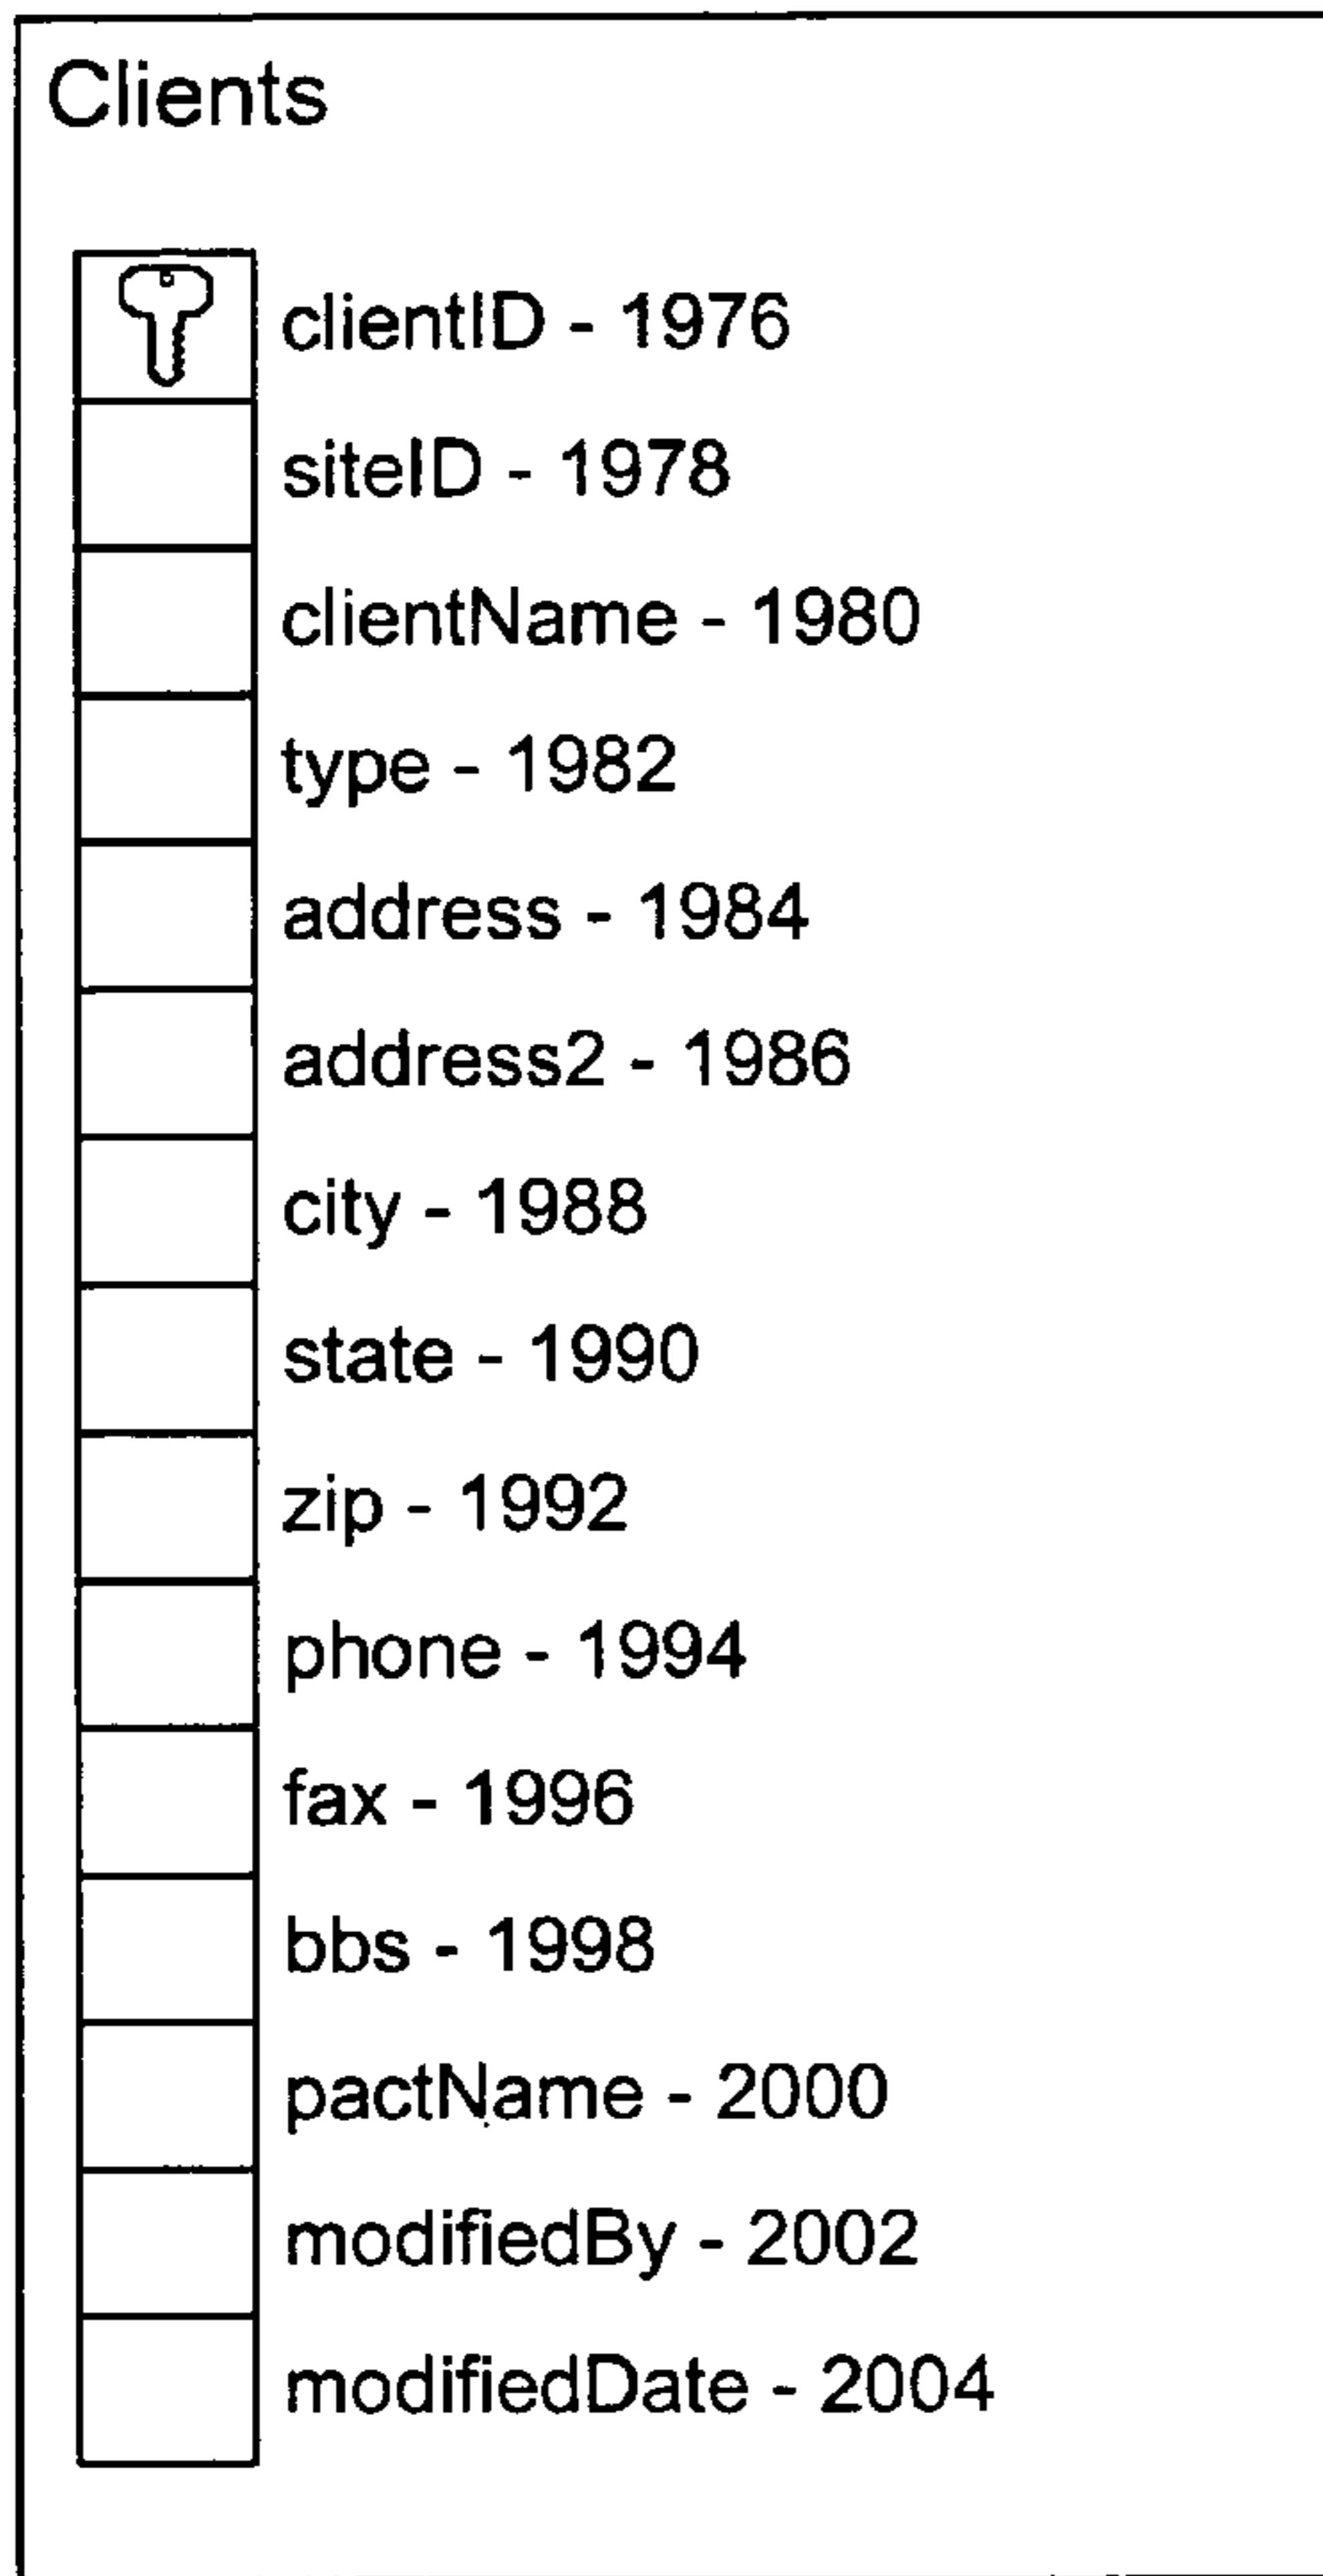 Clients
clientID - 1976
siteID - 1978
clientName - 1980
type - 1982
address - 1984
address2 - 1986
city - 1988
state - 1990
zip - 1992
phone - 1994
fax - 1996
bbs - 1998
pactName - 2000
modifiedBy - 2002
modifiedDate - 2004